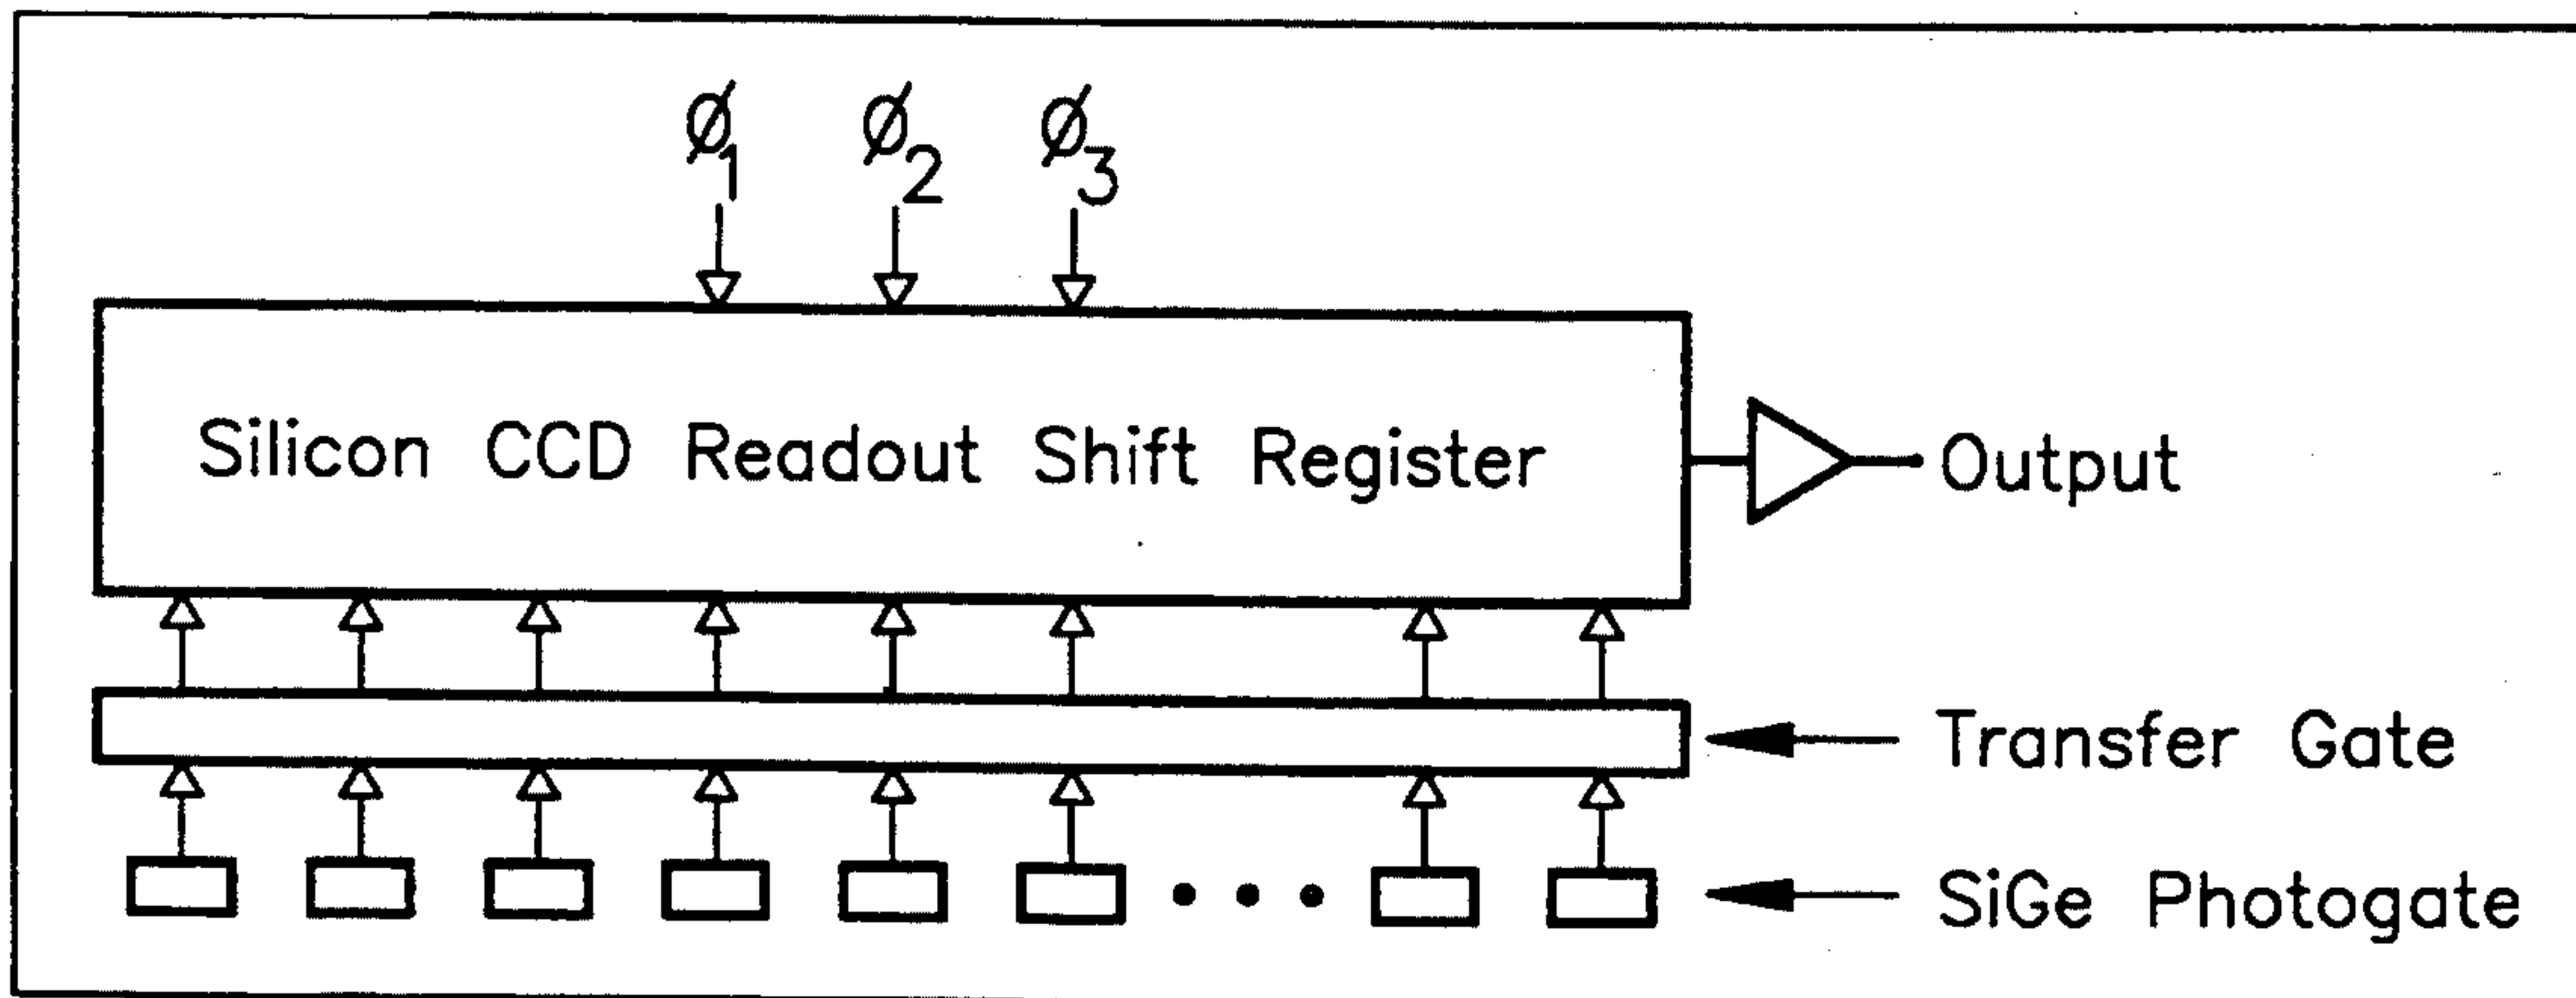 ø1 ø2 ø3
Silicon CCD Readout Shift Register
Output
Transfer Gate
SiGe Photogate